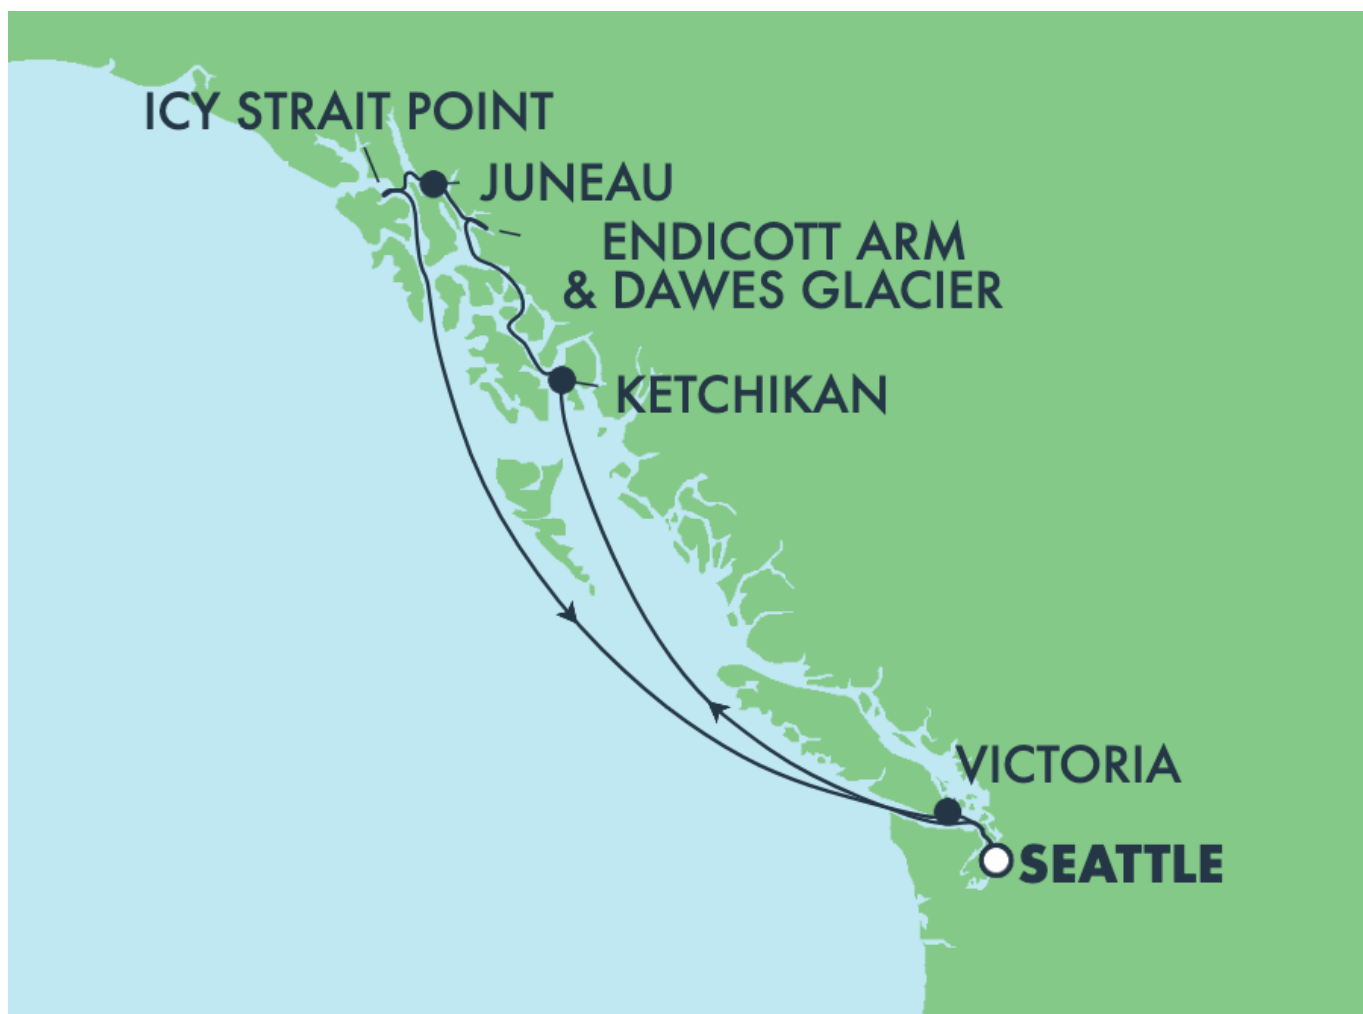 ICY STRAIT POINT
JUNEAU
ENDICOTT ARM
& DAWES GLACIER
KETCHIKAN
VICTORIA
SEATTLE